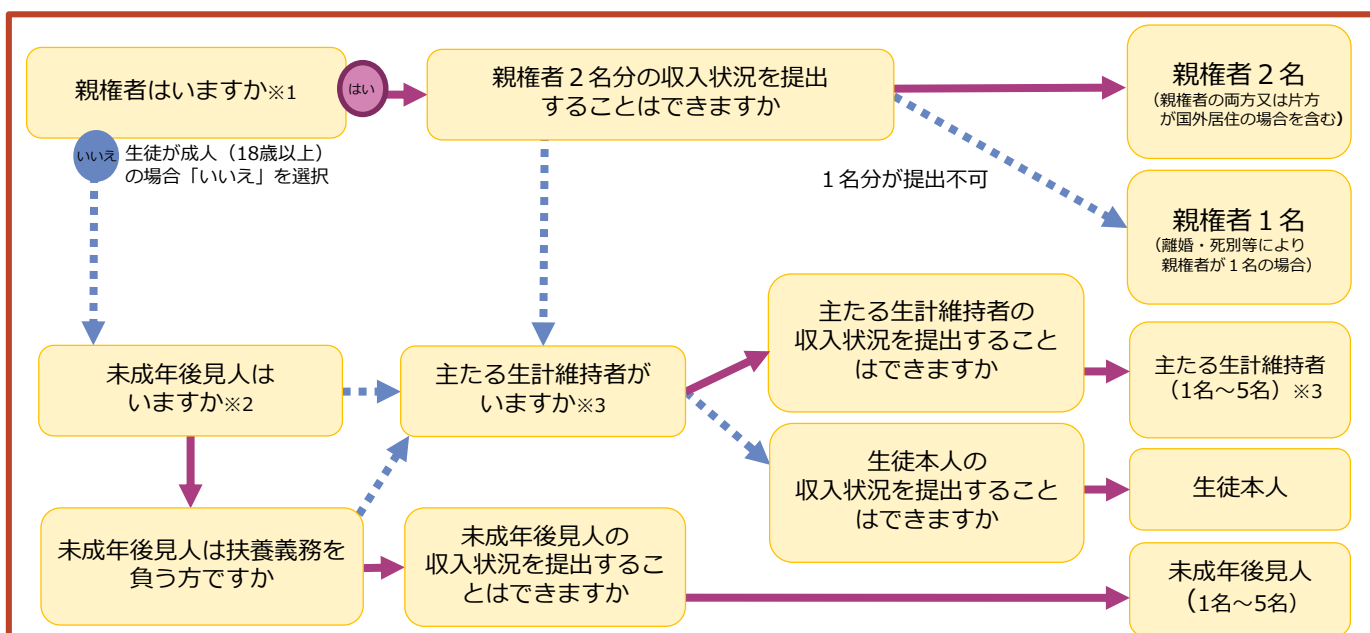 親権者はいますか※1
はい
親権者２名分の収入状況を提出
することはできますか
親権者２名
(親権者の両方又は片方
が国外居住の場合を含む)
いいえ
生徒が成人（18歳以上）
の場合「いいえ」を選択
１名分が提出不可
親権者１名
(離婚・死別等により
親権者が１名の場合)
未成年後見人は
いますか※2
主たる生計維持者が
いますか※3
主たる生計維持者の
収入状況を提出すること
はできますか
主たる生計維持者
（1名～5名）※3
生徒本人の
収入状況を提出すること
はできますか
生徒本人
未成年後見人は扶養義務を
負う方ですか
未成年後見人の
収入状況を提出するこ
とはできますか
未成年後見人
(1名～5名）